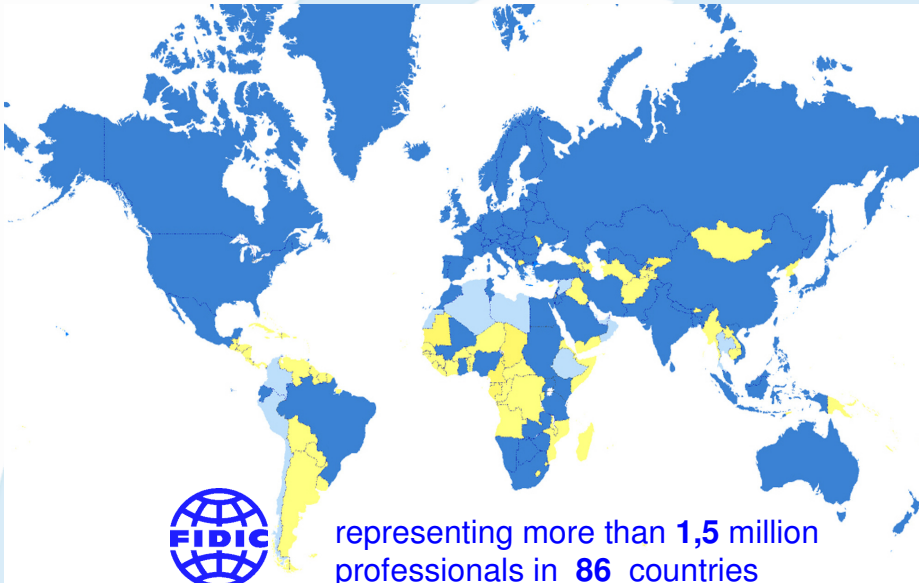 FIDIC
representing more than 1,5 million
professionals in 86 countries